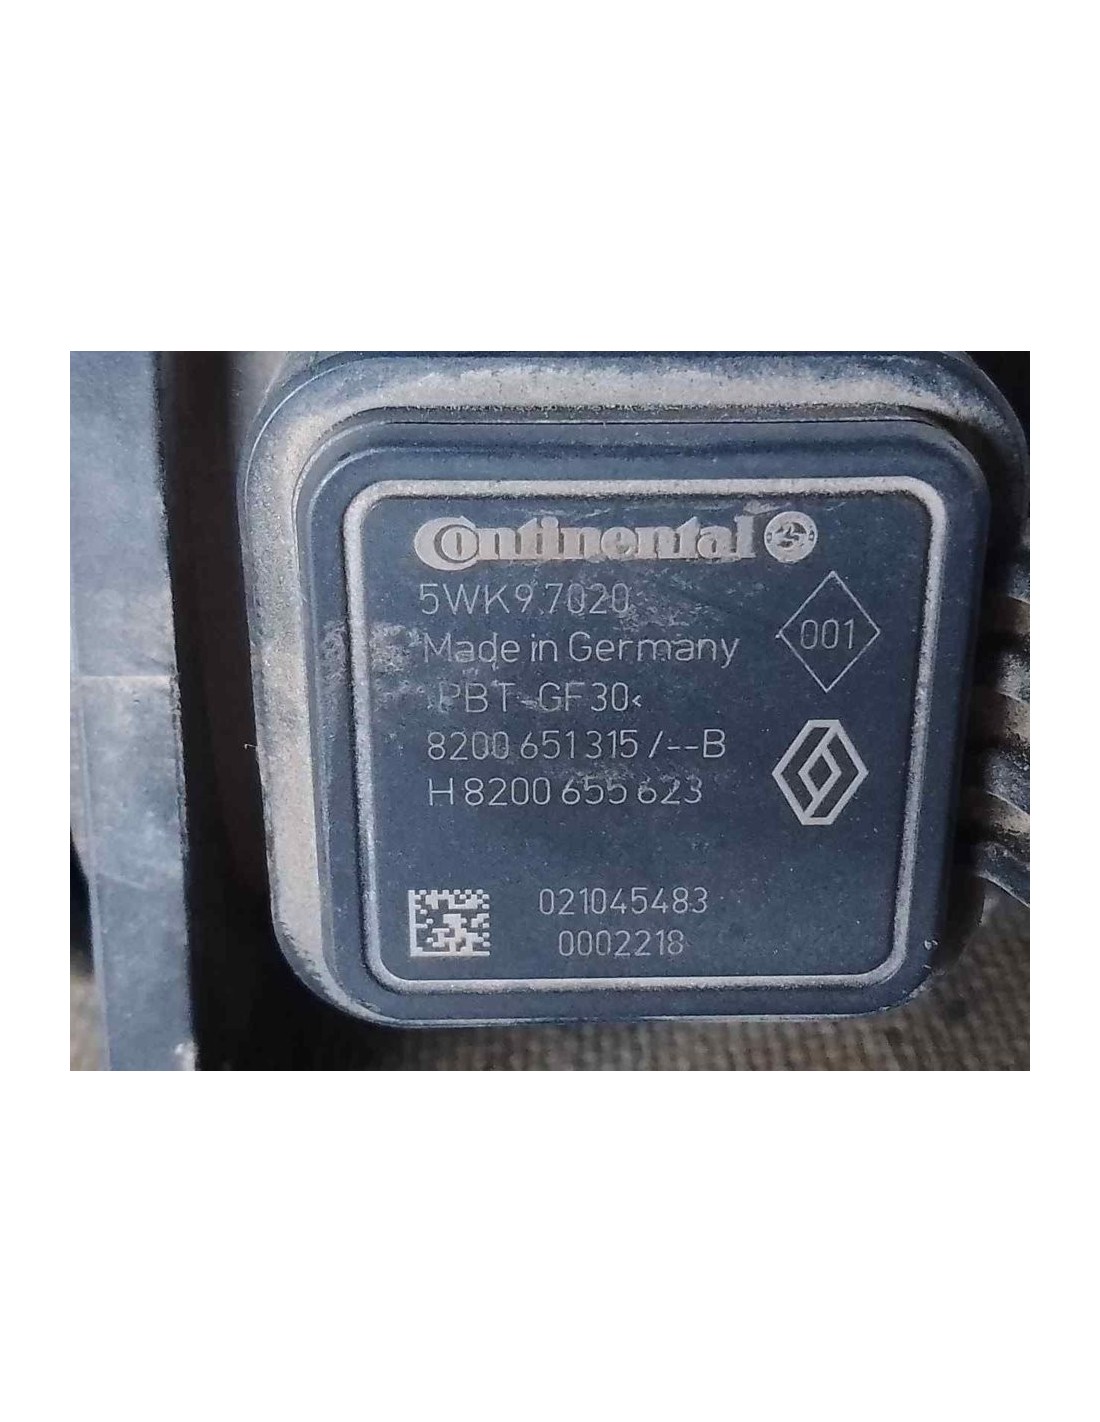 Continental
5WK9 7020
001
Made in Germany
PBT-GF30<
8200 651 315 /--B
H 8200 655 623
021045483
0002218